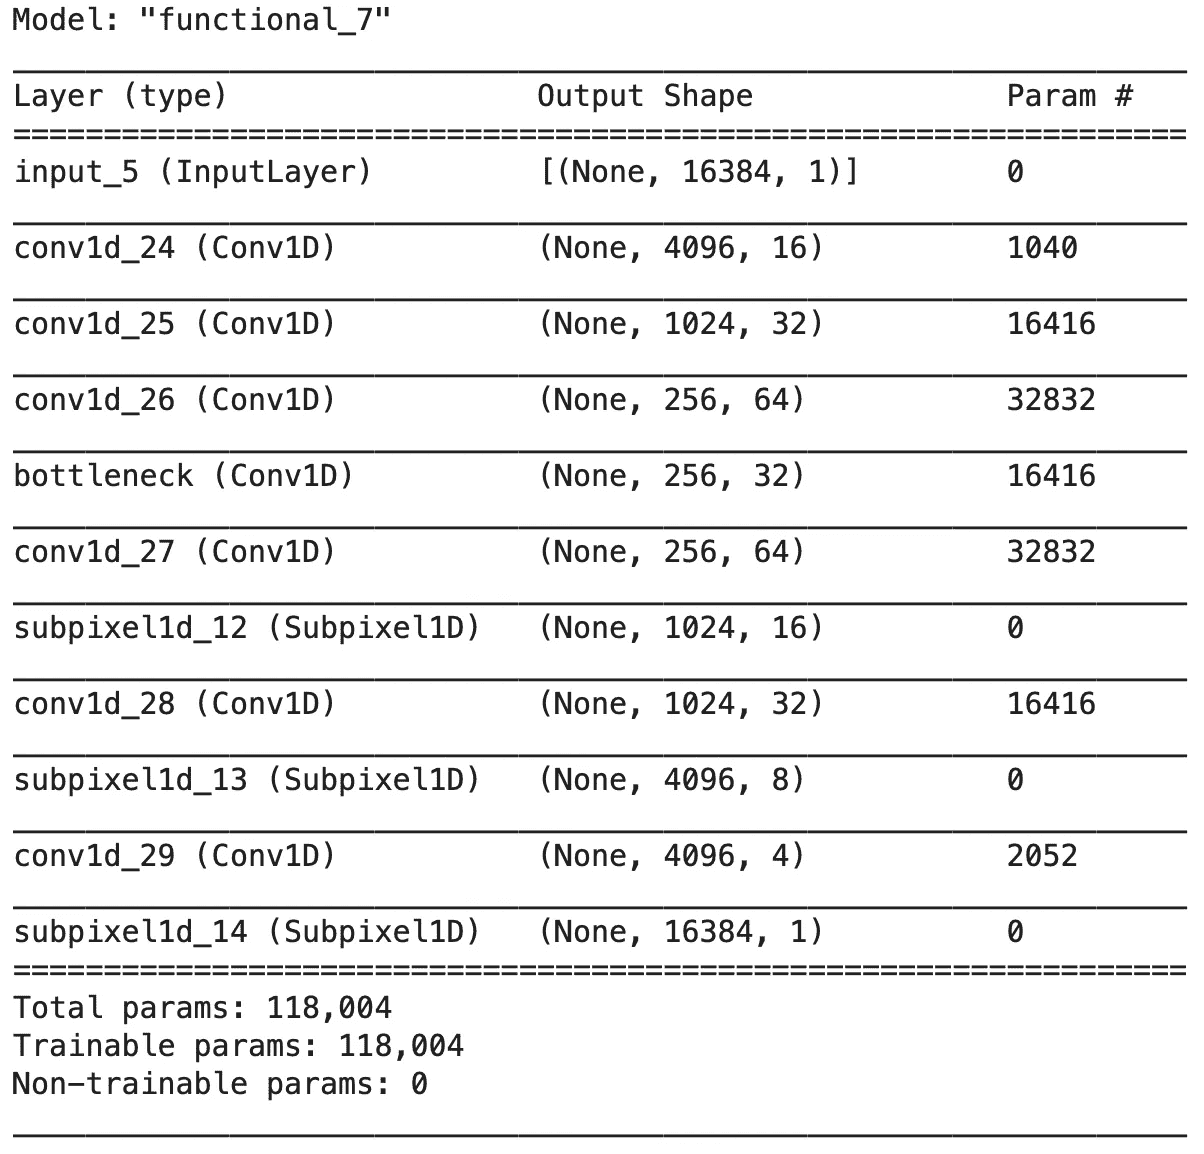 Model: "functional_7"
Layer (type) Output Shape Param #
input_5 (InputLayer) [(None, 16384, 1)] 0
conv1d_24 (Conv1D) (None, 4096, 16) 1040
conv1d_25 (Conv1D) (None, 1024, 32) 16416
conv1d_26 (Conv1D) (None, 256, 64) 32832
bottleneck (Conv1D) (None, 256, 32) 16416
conv1d_27 (Conv1D) (None, 256, 64) 32832
subpixel1d_12 (Subpixel1D) (None, 1024, 16) 0
conv1d_28 (Conv1D) (None, 1024, 32) 16416
subpixel1d_13 (Subpixel1D) (None, 4096, 8) 0
conv1d_29 (Conv1D) (None, 4096, 4) 2052
subpixel1d_14 (Subpixel1D) (None, 16384, 1) 0
Total params: 118,004
Trainable params: 118,004
Non-trainable params: 0